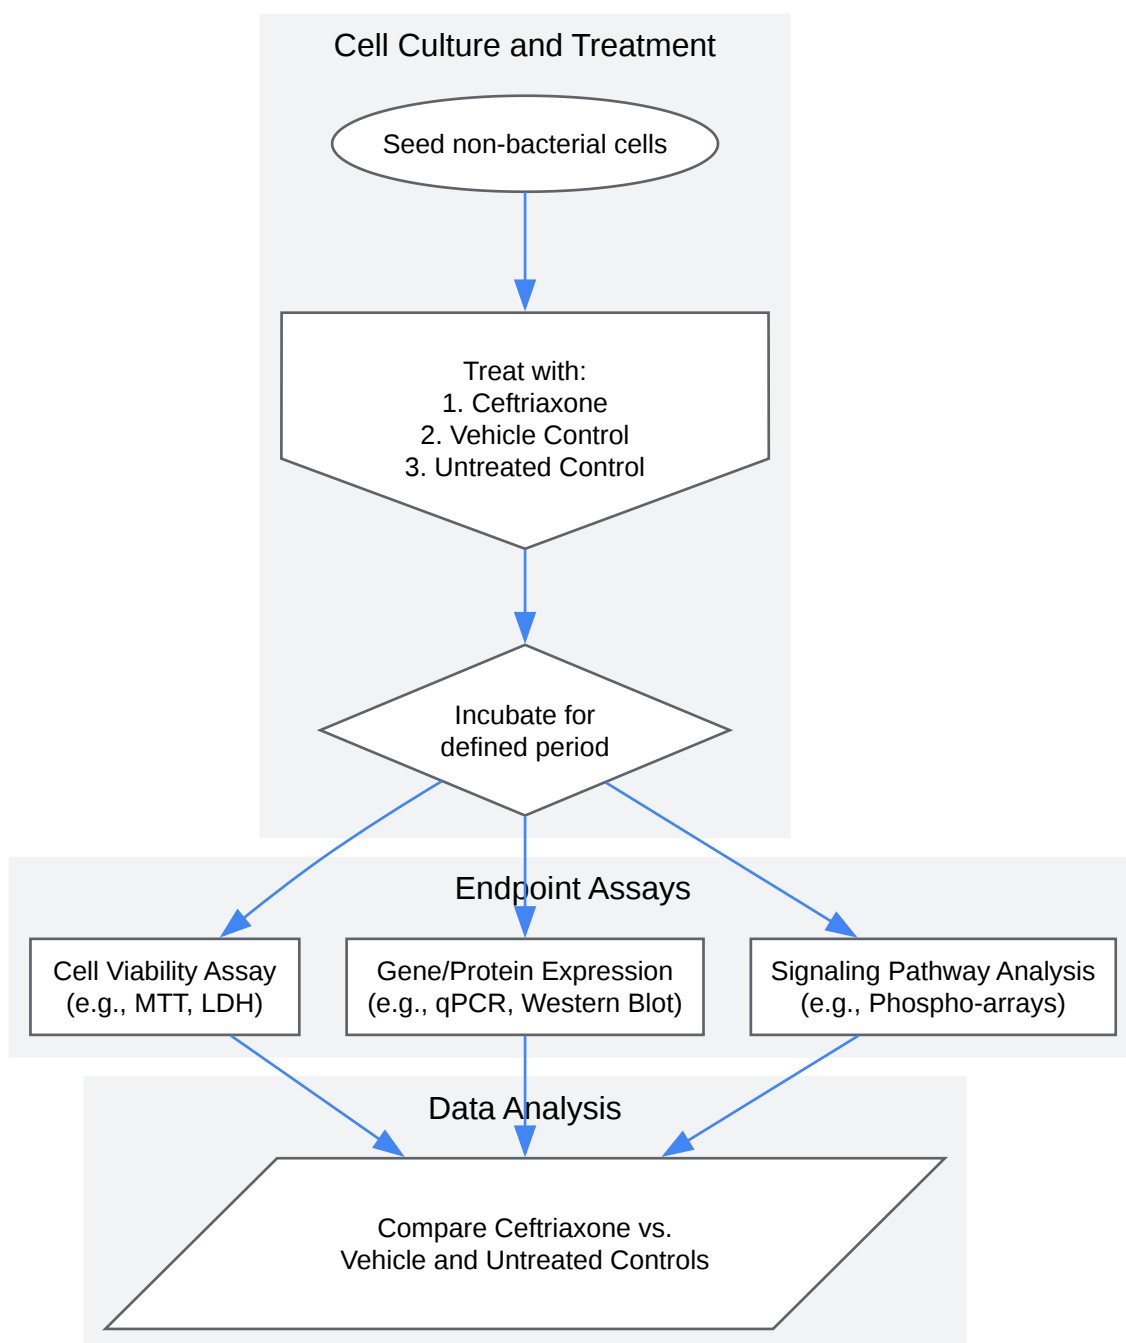 Cell Culture and Treatment
Seed non-bacterial cells
Treat with:
1. Ceftriaxone
2. Vehicle Control
3. Untreated Control
Incubate for
defined period
Endpoint Assays
Cell Viability Assay
(e.g., MTT, LDH)
Gene/Protein Expression
(e.g., qPCR, Western Blot)
Signaling Pathway Analysis
(e.g., Phospho-arrays)
Data Analysis
Compare Ceftriaxone vs.
Vehicle and Untreated Controls